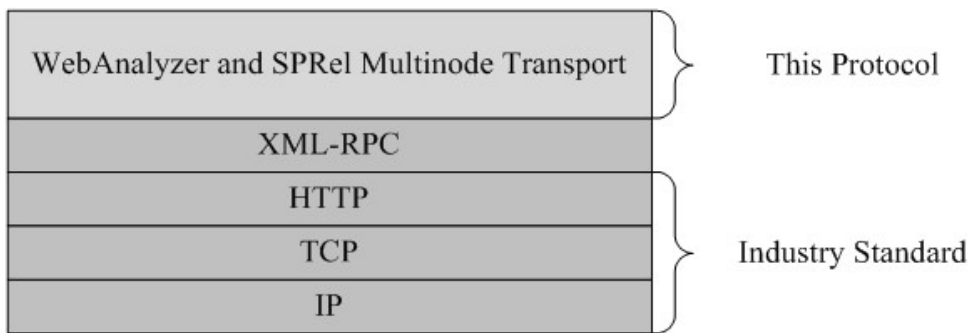 WebAnalyzer and SPRel Multinode Transport
This Protocol
XML-RPC
HTTP
TCP
Industry Standard
IP